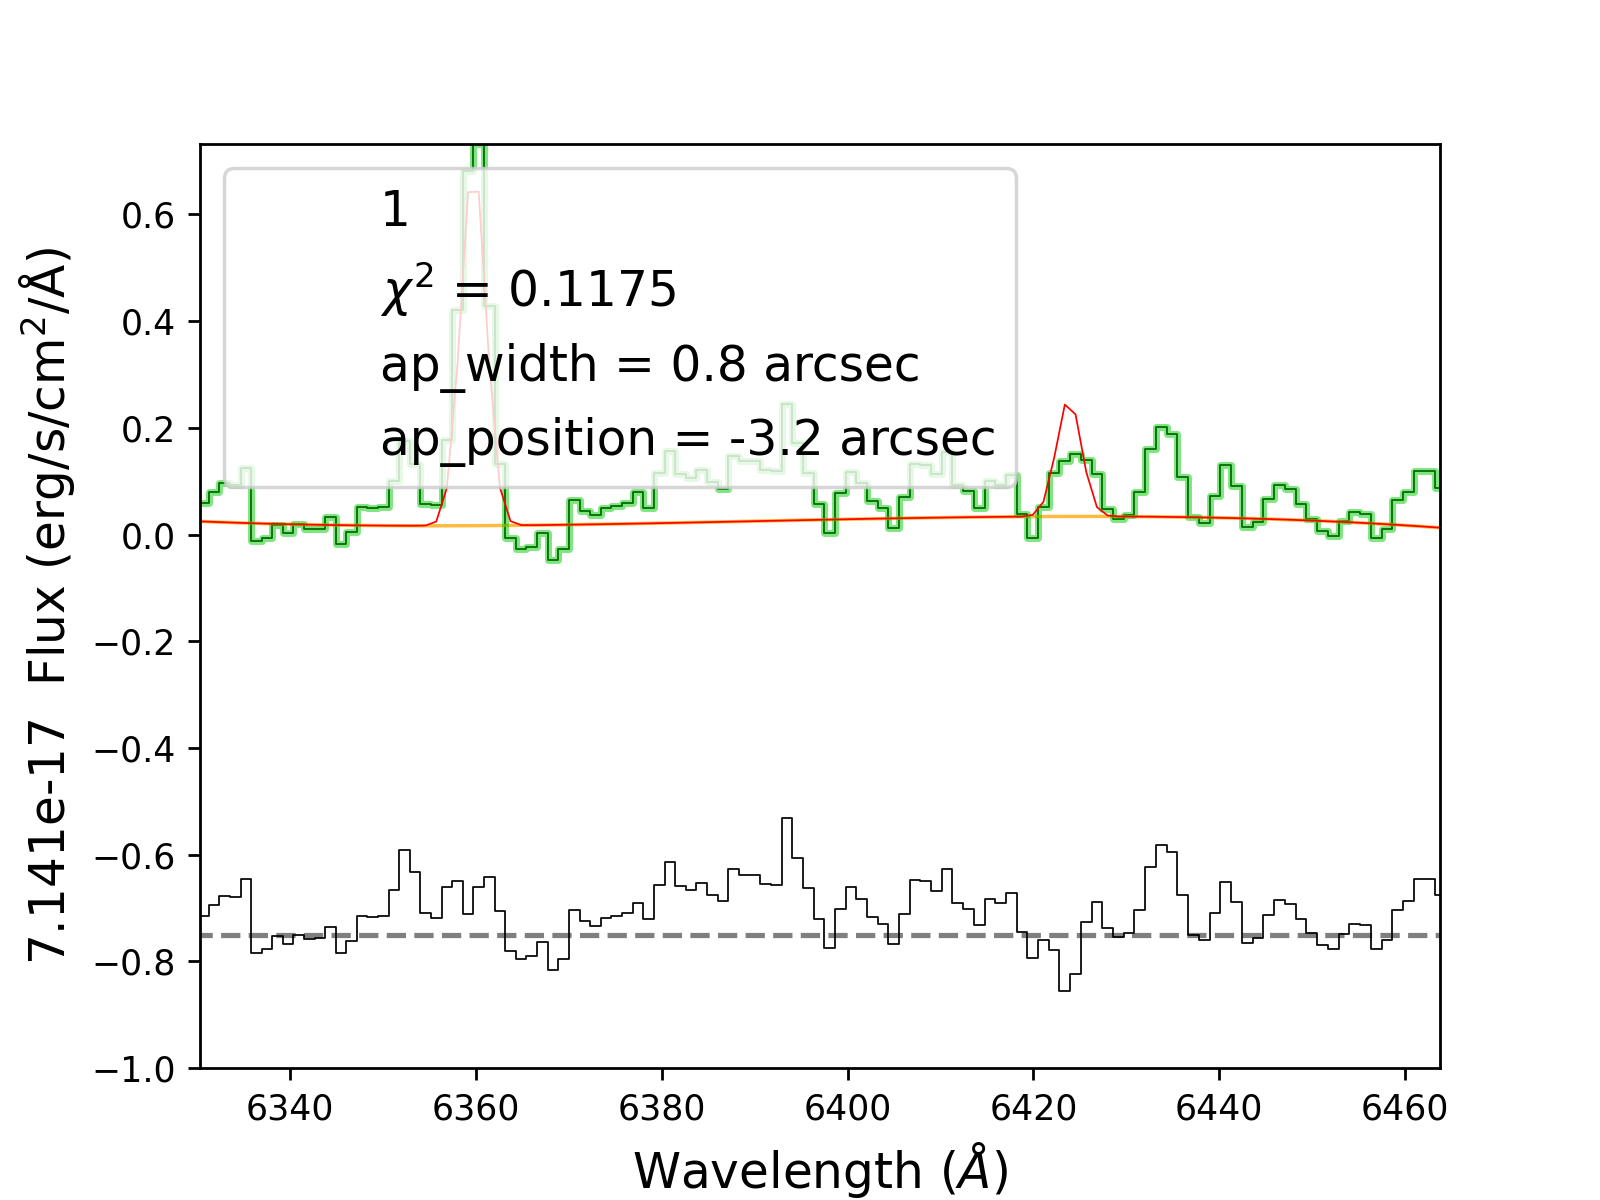 1
χ² = 0.1175
ap_width = 0.8 arcsec
ap_position = -3.2 arcsec
7.141e-17 Flux (erg/s/cm²/Å)
0.6
0.4
0.2
0.0
−0.2
−0.4
−0.6
−0.8
−1.0
6340 6360 6380 6400 6420 6440 6460
Wavelength (Å)